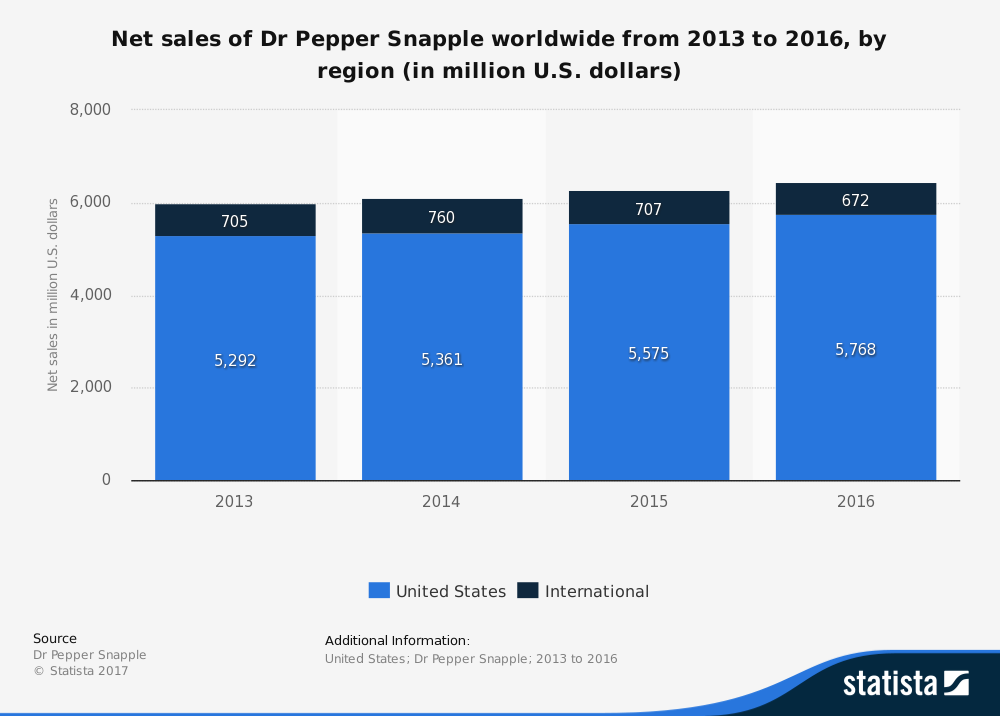 Net sales of Dr Pepper Snapple worldwide from 2013 to 2016, by
region (in million U.S. dollars)
Net sales in million U.S. dollars
8,000
6,000
4,000
2,000
0
705
760
707
672
5,292
5,361
5,575
5,768
2013
2014
2015
2016
United States
International
Source
Dr Pepper Snapple
© Statista 2017
Additional Information:
United States; Dr Pepper Snapple; 2013 to 2016
statista